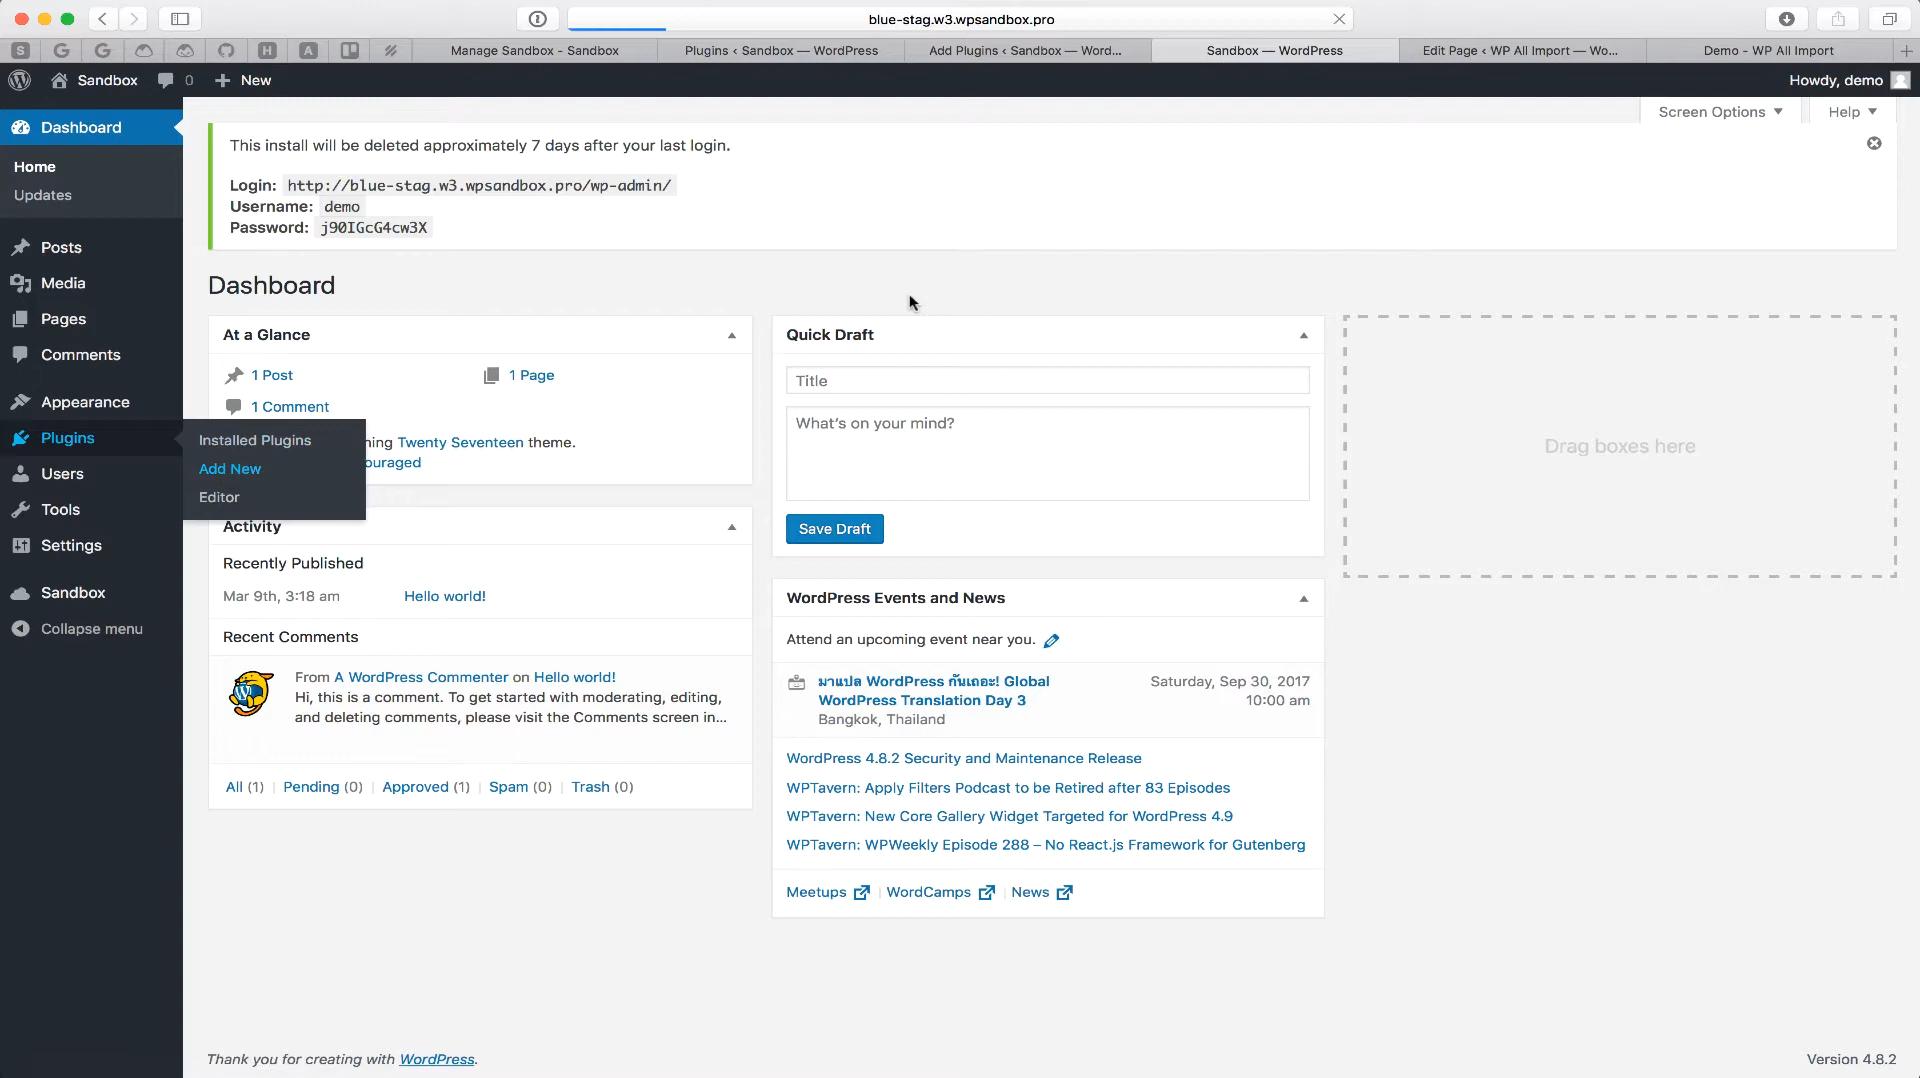 blue-stag.w3.wpsandbox.pro
S G G H A
Manage Sandbox - Sandbox
Plugins ‹ Sandbox — WordPress
Add Plugins ‹ Sandbox — Word...
Sandbox — WordPress
Edit Page ‹ WP All Import — Wo...
Demo - WP All Import
Sandbox 0 New
Howdy, demo
Screen Options
Help
Dashboard
Home
Updates
Posts
Media
Pages
Comments
Appearance
Plugins
Installed Plugins
Add New
Editor
Users
Tools
Settings
Sandbox
Collapse menu
This install will be deleted approximately 7 days after your last login.
Login: http://blue-stag.w3.wpsandbox.pro/wp-admin/
Username: demo
Password: j90IGcG4cw3X
Dashboard
At a Glance
1 Post
1 Page
1 Comment
ning Twenty Seventeen theme.
ouraged
Activity
Recently Published
Mar 9th, 3:18 am Hello world!
Recent Comments
From A WordPress Commenter on Hello world!
Hi, this is a comment. To get started with moderating, editing,
and deleting comments, please visit the Comments screen in...
All (1) | Pending (0) | Approved (1) | Spam (0) | Trash (0)
Quick Draft
Title
What's on your mind?
Save Draft
WordPress Events and News
Attend an upcoming event near you.
มาแปล WordPress กันเถอะ! Global
WordPress Translation Day 3
Bangkok, Thailand
Saturday, Sep 30, 2017
10:00 am
WordPress 4.8.2 Security and Maintenance Release
WPTavern: Apply Filters Podcast to be Retired after 83 Episodes
WPTavern: New Core Gallery Widget Targeted for WordPress 4.9
WPTavern: WPWeekly Episode 288 – No React.js Framework for Gutenberg
Meetups | WordCamps | News
Drag boxes here
Thank you for creating with WordPress.
Version 4.8.2